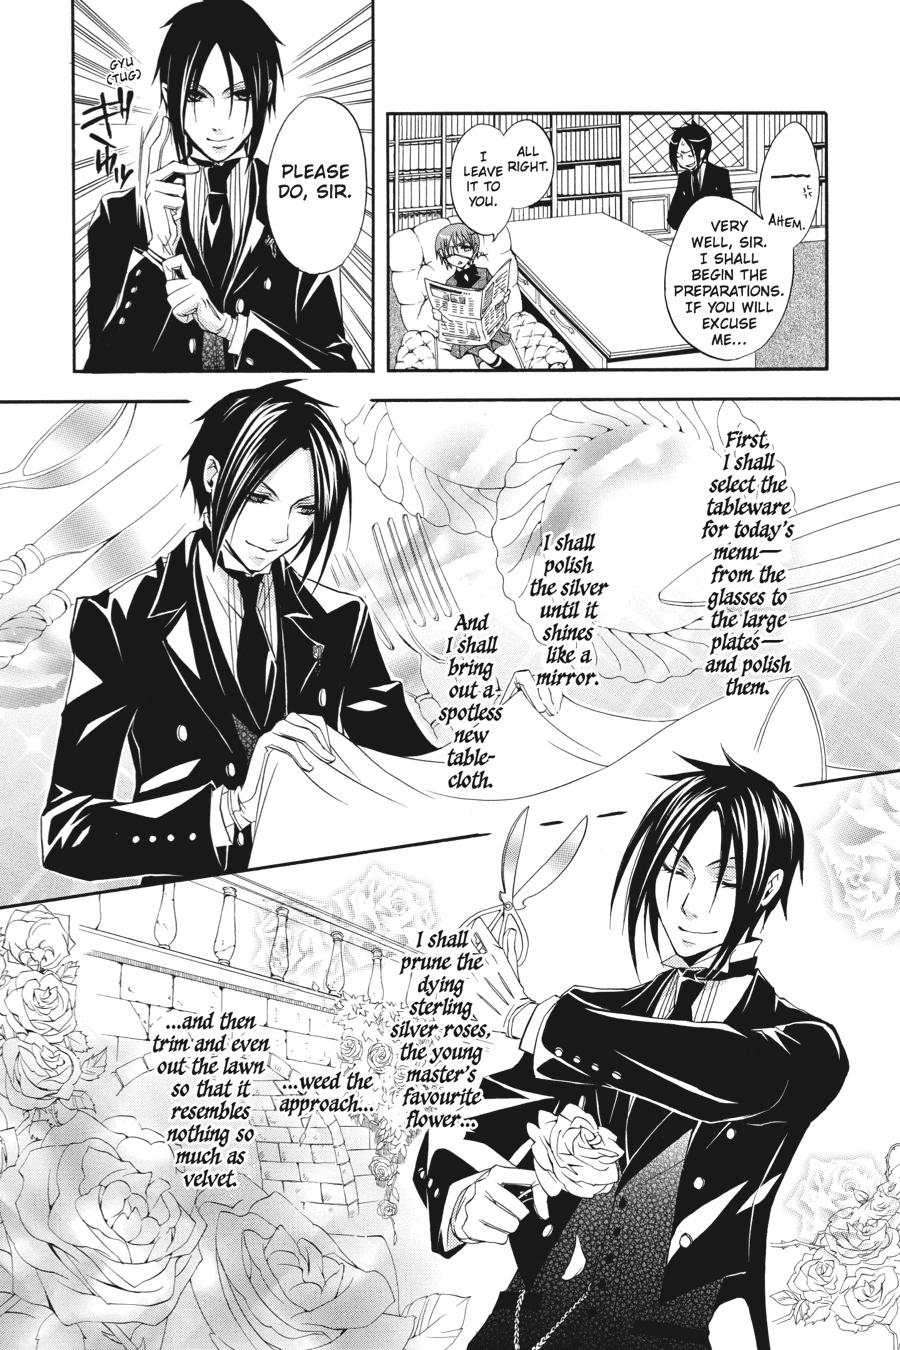 AHEM.
VERY
WELL, SIR.
I SHALL
BEGIN THE
PREPARATIONS.
IF YOU WILL
EXCUSE
ME...
ALL
RIGHT.
I
LEAVE
IT TO
YOU.
PLEASE
DO, SIR.
GYU
(TUG)
ギュッ
First,
I shall
select the
tableware
for today's
menu—
from the
glasses to
the large
plates—
and polish
them.
I shall
polish
the silver
until it
shines
like a
mirror.
And
I shall
bring
out a
spotless
new
table-
cloth.
I shall
prune the
dying
sterling
silver roses,
the young
master's
favourite
flower...
...weed the
approach...
...and then
trim and even
out the lawn
so that it
resembles
nothing so
much as
velvet.